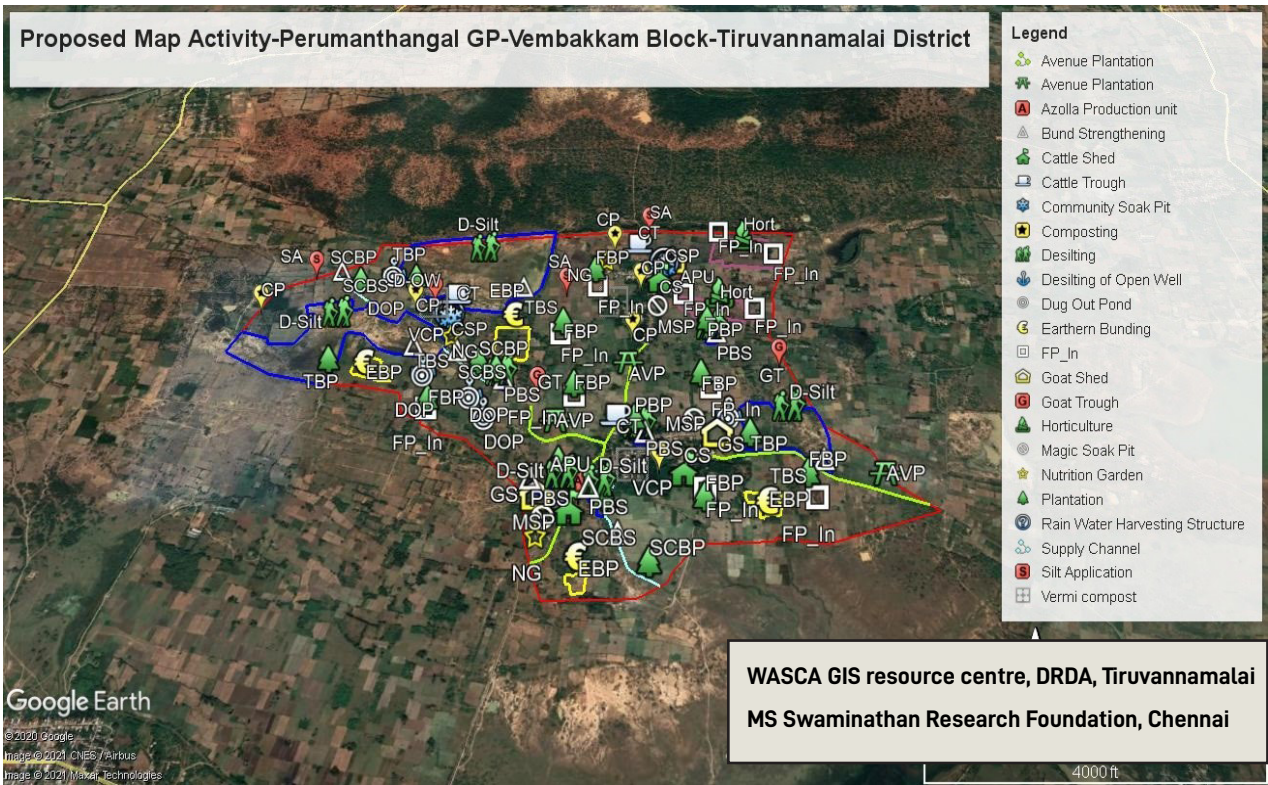 Proposed Map Activity-Perumanthangal GP-Vembakkam Block-Tiruvannamalai District
Legend
Avenue Plantation
Avenue Plantation
A Azolla Production unit
Bund Strengthening
Cattle Shed
Cattle Trough
Community Soak Pit
Composting
Desilting
Desilting of Open Well
Dug Out Pond
Earthern Bunding
FP_In
Goat Shed
G Goat Trough
Horticulture
Magic Soak Pit
Nutrition Garden
Plantation
Rain Water Harvesting Structure
Supply Channel
S Silt Application
Vermi compost
D-Silt CP SA CT Hort
SA SCBP TBP FBP CSP FP_In
CP SCBS D-OW SA NG CP APU FP_In
DOP CP CT EBP TBS FP_In CS FP_In Hort
D-Silt VCP CSP FBP CP MSP PBP FP_In
TBP EBP TBS NG SCBP FP_In PBS
SCBS GT FBP AVP FBP GT
FBP PBS
DOP DOP FP_In AVP CT PBP MSP FP_In D-Silt
FP_In DOP PBS GS TBP
D-Silt APU D-Silt CS FBP
GS PBS PBS VCP FBP TBS AVP
MSP FP_In EBP
SCBS SCBP FP_In
NG EBP
WASCA GIS resource centre, DRDA, Tiruvannamalai
MS Swaminathan Research Foundation, Chennai
Google Earth
©2020 Google
Image © 2021 CNES / Airbus
Image © 2021 Maxar Technologies
4000 ft